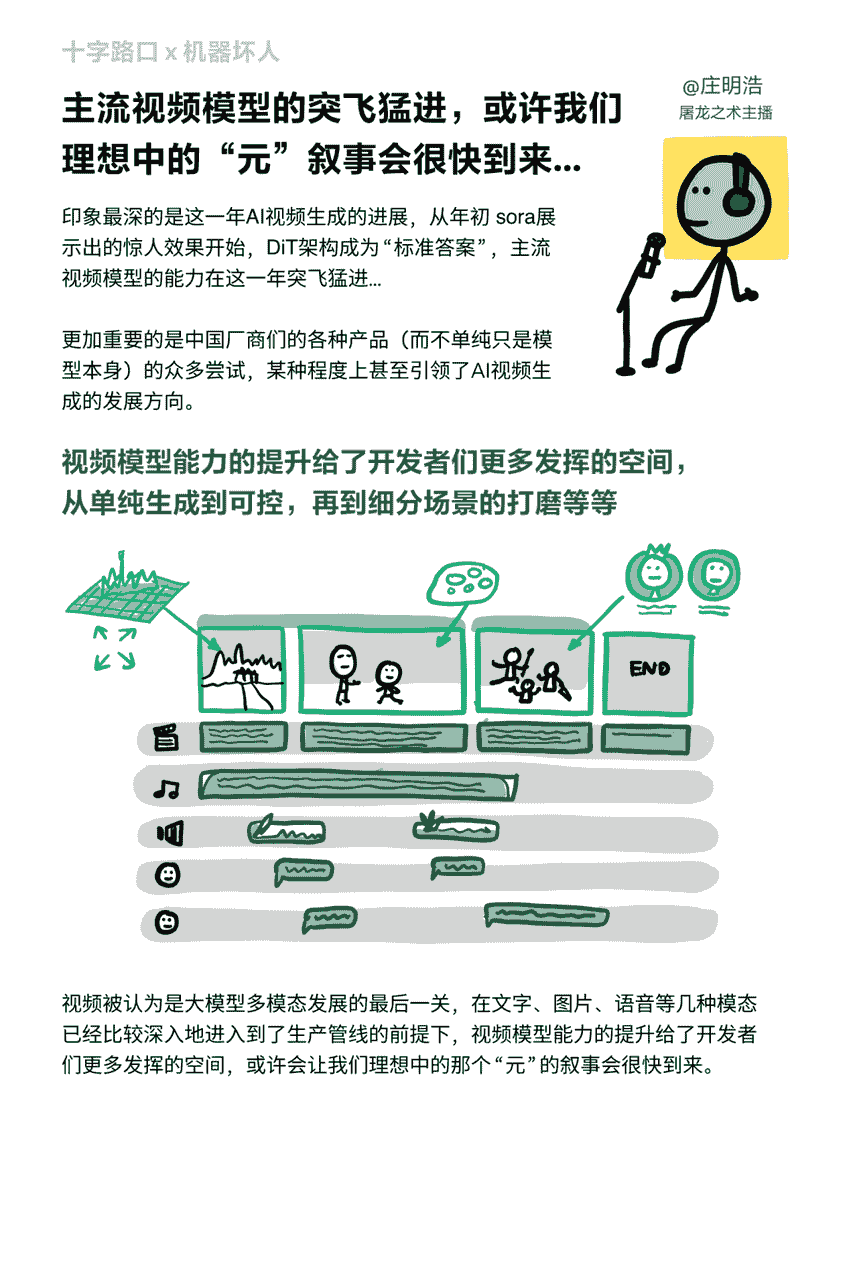 十字路口 x 机器坏人
@庄明浩
屠龙之术主播
主流视频模型的突飞猛进，或许我们
理想中的“元”叙事会很快到来...
印象最深的是这一年AI视频生成的进展，从年初 sora展
示出的惊人效果开始，DiT架构成为“标准答案”，主流
视频模型的能力在这一年突飞猛进...
更加重要的是中国厂商们的各种产品（而不单纯只是模
型本身）的众多尝试，某种程度上甚至引领了AI视频生
成的发展方向。
视频模型能力的提升给了开发者们更多发挥的空间，
从单纯生成到可控，再到细分场景的打磨等等
END
视频被认为是大模型多模态发展的最后一关，在文字、图片、语音等几种模态
已经比较深入地进入到了生产管线的前提下，视频模型能力的提升给了开发者
们更多发挥的空间，或许会让我们理想中的那个“元”的叙事会很快到来。